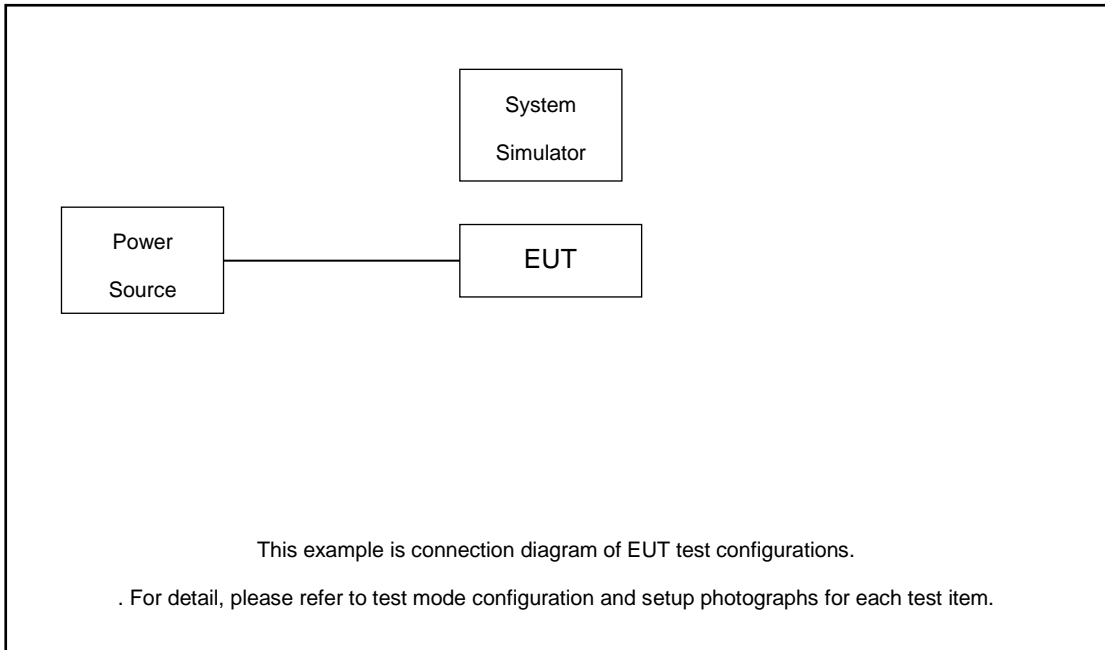 System
Simulator
Power
Source
EUT
This example is connection diagram of EUT test configurations.
. For detail, please refer to test mode configuration and setup photographs for each test item.